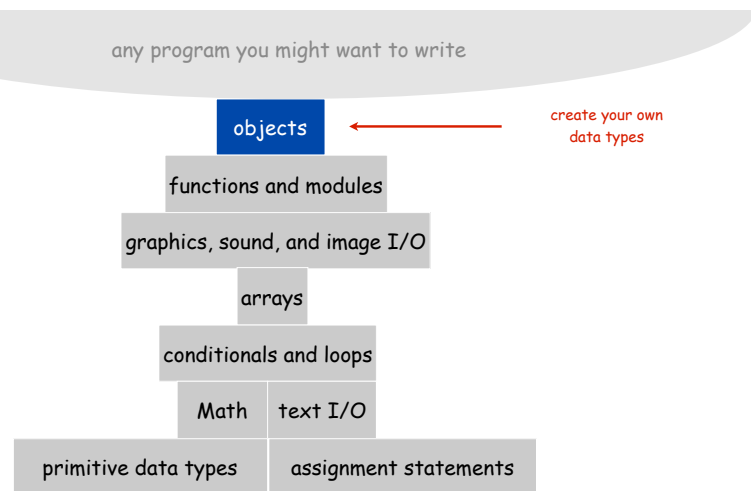 any program you might want to write
objects
create your own
data types
functions and modules
graphics, sound, and image I/O
arrays
conditionals and loops
Math
text I/O
primitive data types
assignment statements